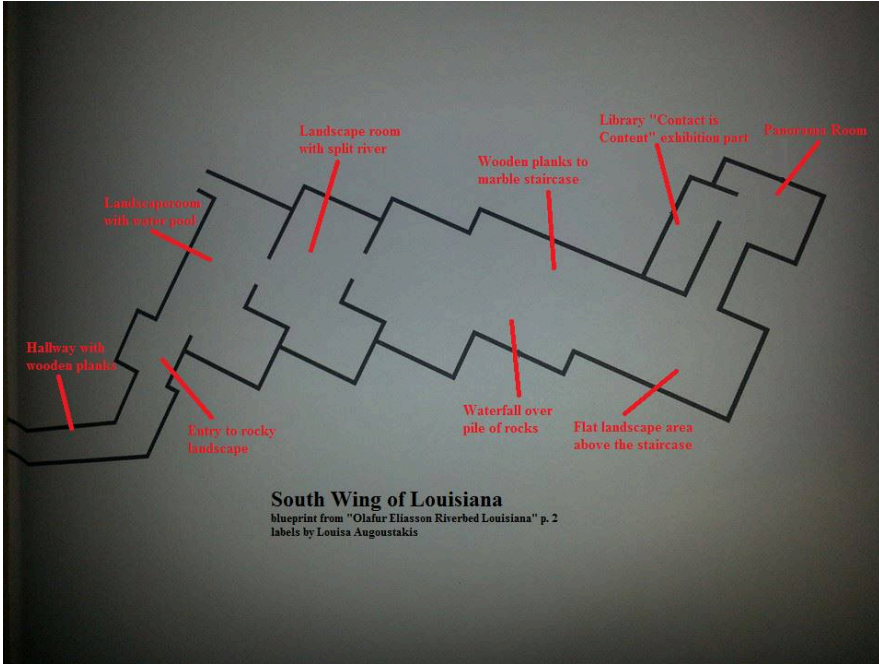 Landscape room
with split river
Library "Contact is
Content" exhibition part
Panorama Room
Wooden planks to
marble staircase
Landscaperoom
with water pool
Hallway with
wooden planks
Entry to rocky
landscape
Waterfall over
pile of rocks
Flat landscape area
above the staircase
South Wing of Louisiana
blueprint from "Olafur Eliasson Riverbed Louisiana" p. 2
labels by Louisa Augoustakis